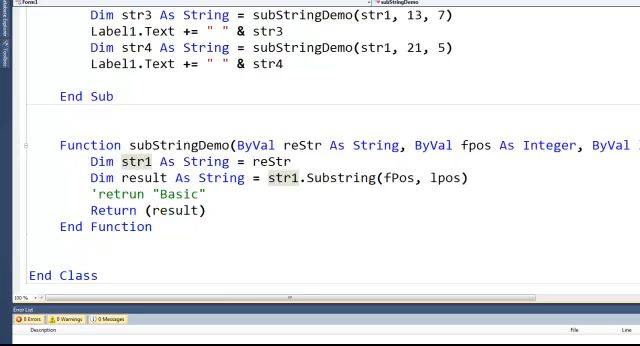 Form1
subStringDemo
Dim str3 As String = subStringDemo(str1, 13, 7)
Label1.Text += " " & str3
Dim str4 As String = subStringDemo(str1, 21, 5)
Label1.Text += " " & str4
End Sub
Function subStringDemo(ByVal reStr As String, ByVal fpos As Integer, ByVal
Dim str1 As String = reStr
Dim result As String = str1.Substring(fPos, lpos)
'retrun "Basic"
Return (result)
End Function
End Class
100 %
Error List
0 Errors
0 Warnings
0 Messages
Description
File
Line
Toolbox